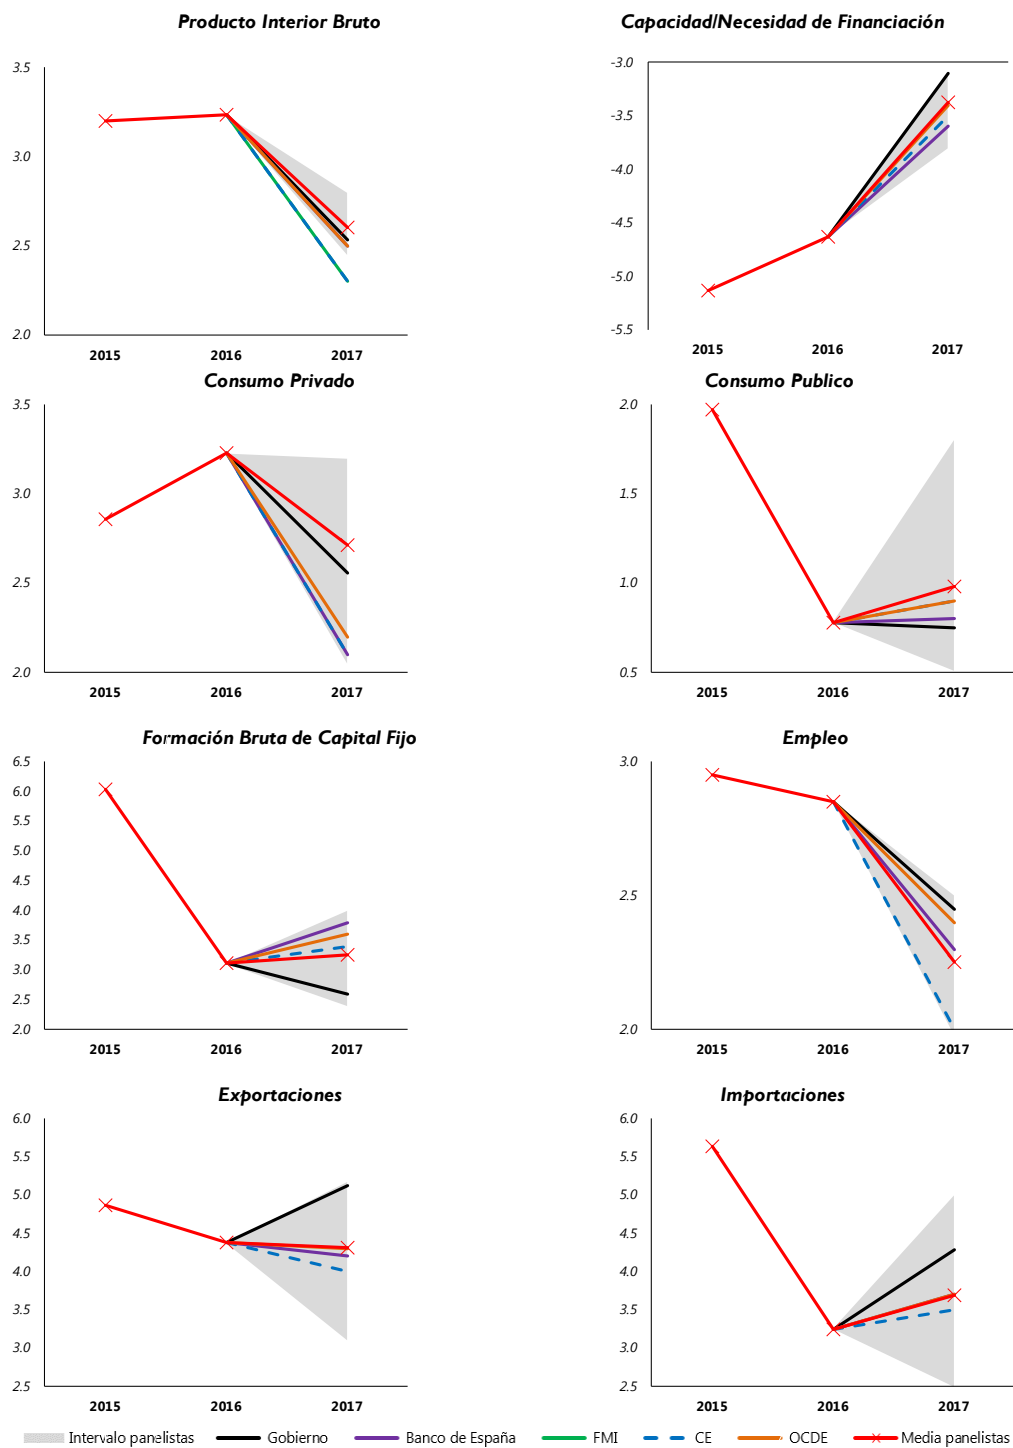 Producto Interior Bruto
3.5
3.0
2.5
2.0
2015 2016 2017
Capacidad/Necesidad de Financiación
-3.0
-3.5
-4.0
-4.5
-5.0
-5.5
2015 2016 2017
Consumo Privado
3.5
3.0
2.5
2.0
2015 2016 2017
Consumo Publico
2.0
1.5
1.0
0.5
2015 2016 2017
Formación Bruta de Capital Fijo
6.5
6.0
5.5
5.0
4.5
4.0
3.5
3.0
2.5
2.0
2015 2016 2017
Empleo
3.0
2.5
2.0
2015 2016 2017
Exportaciones
6.0
5.5
5.0
4.5
4.0
3.5
3.0
2.5
2015 2016 2017
Importaciones
6.0
5.5
5.0
4.5
4.0
3.5
3.0
2.5
2015 2016 2017
Intervalo panelistas Gobierno Banco de España FMI CE OCDE Media panelistas